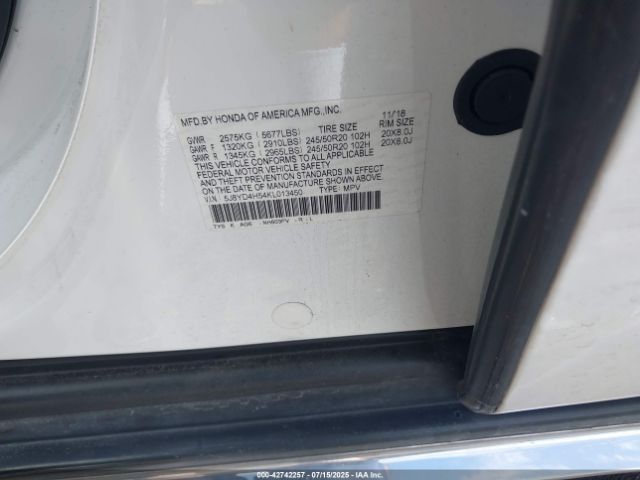 MFD.BY HONDA OF AMERICA MFG.,INC. 11/18
GVWR 2575KG ( 5677LBS) TIRE SIZE RIM SIZE
GAWR F 1320KG ( 2910LBS) 245/50R20 102H 20X8.0J
GAWR R 1345KG ( 2965LBS) 245/50R20 102H 20X8.0J
THIS VEHICLE CONFORMS TO ALL APPLICABLE
FEDERAL MOTOR VEHICLE SAFETY
AND THEFT PREVENTION STANDARDS IN EFFECT
ON THE DATE OF MANUFACTURE SHOWN ABOVE.
V.I.N: 5J8YD4H54KL013450 TYPE: MPV
000-42742257 07/15/2025 IAA